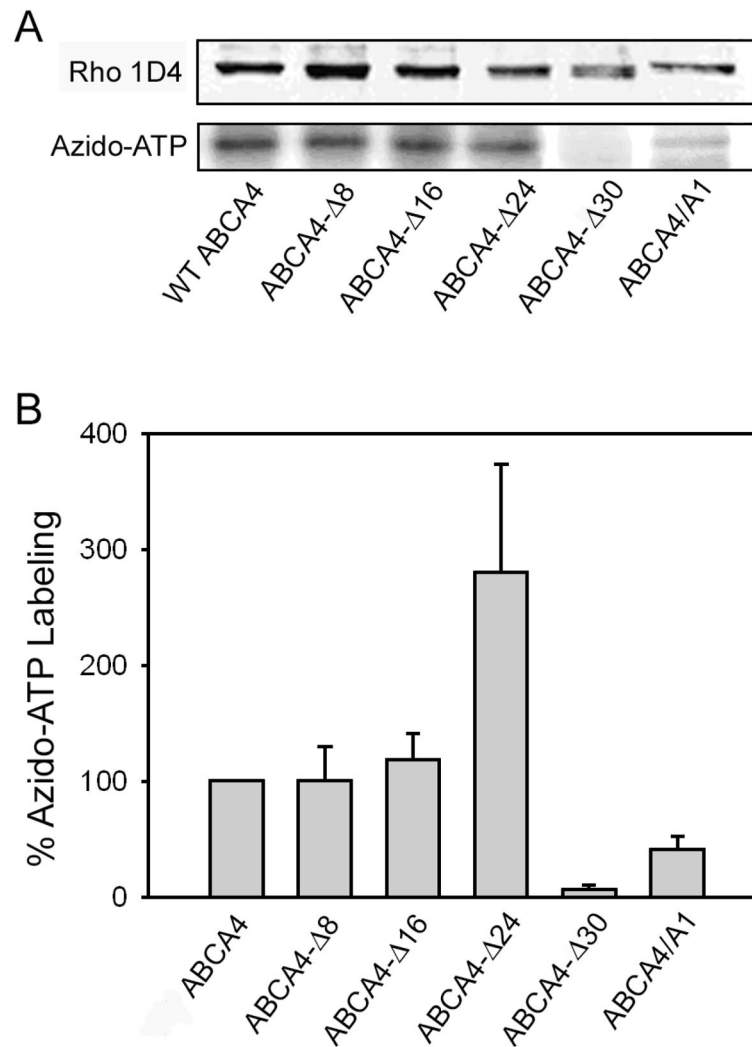 A
Rho 1D4
Azido-ATP
WT ABCA4
ABCA4-Δ8
ABCA4-Δ16
ABCA4-Δ24
ABCA4-Δ30
ABCA4/A1
B
% Azido-ATP Labeling
400
300
200
100
0
ABCA4
ABCA4-Δ8
ABCA4-Δ16
ABCA4-Δ24
ABCA4-Δ30
ABCA4/A1